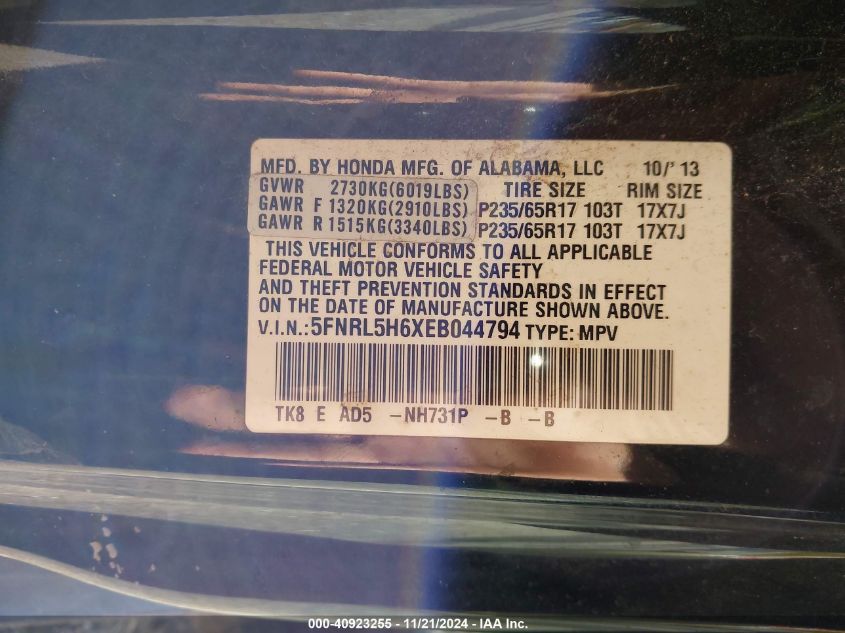 MFD. BY HONDA MFG. OF ALABAMA, LLC 10/'13
GVWR 2730KG(6019LBS) TIRE SIZE RIM SIZE
GAWR F 1320KG(2910LBS) P235/65R17 103T 17X7J
GAWR R 1515KG(3340LBS) P235/65R17 103T 17X7J
THIS VEHICLE CONFORMS TO ALL APPLICABLE
FEDERAL MOTOR VEHICLE SAFETY
AND THEFT PREVENTION STANDARDS IN EFFECT
ON THE DATE OF MANUFACTURE SHOWN ABOVE.
V.I.N.:5FNRL5H6XEB044794 TYPE: MPV
TK8 E AD5 -NH731P -B -B
000-40923255 - 11/21/2024 - IAA Inc.